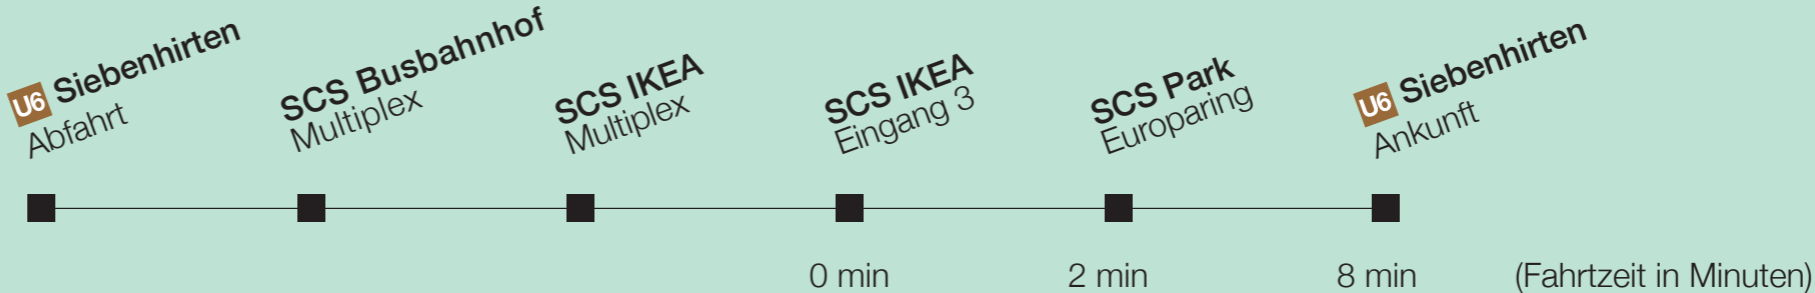 U6 Siebenhirten
Abfahrt
SCS Busbahnhof
Multiplex
SCS IKEA
Multiplex
SCS IKEA
Eingang 3
SCS Park
Europaring
U6 Siebenhirten
Ankunft
0 min 2 min 8 min (Fahrtzeit in Minuten)